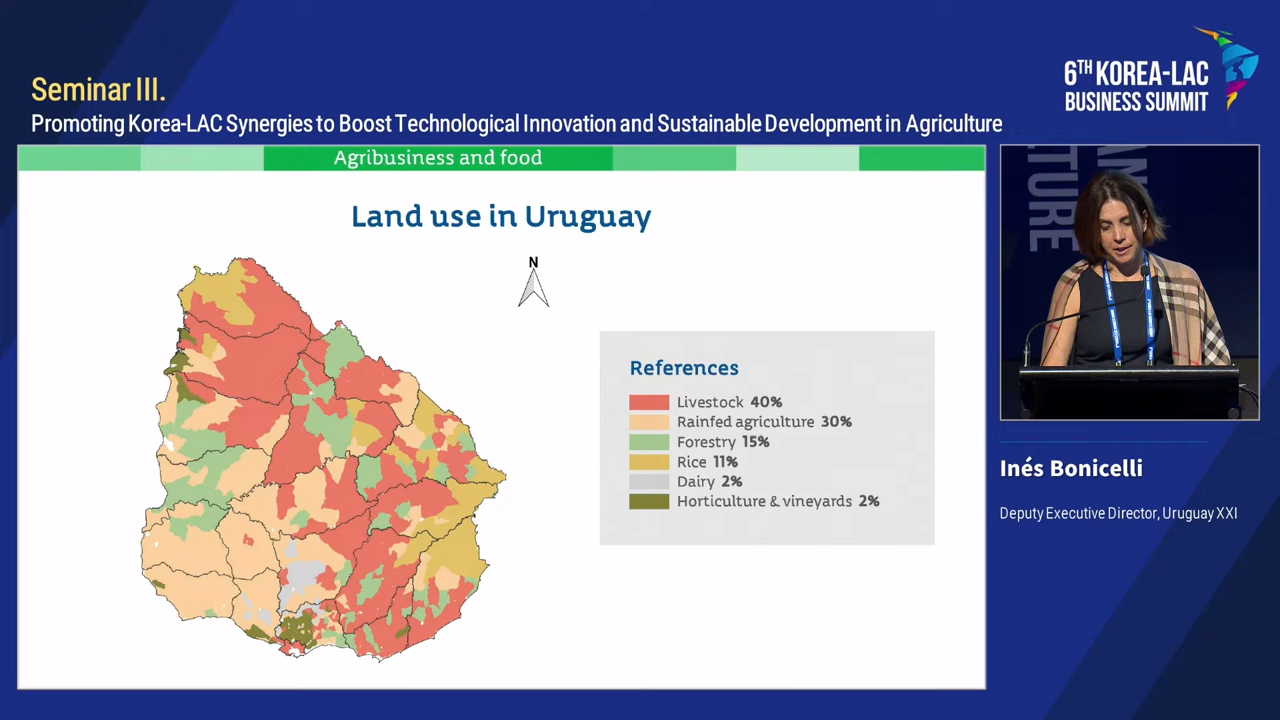 Seminar III.
Promoting Korea-LAC Synergies to Boost Technological Innovation and Sustainable Development in Agriculture
6TH KOREA-LAC
BUSINESS SUMMIT
Agribusiness and food
Land use in Uruguay
N
References
Livestock 40%
Rainfed agriculture 30%
Forestry 15%
Rice 11%
Dairy 2%
Horticulture & vineyards 2%
AN
TURE
Inés Bonicelli
Deputy Executive Director, Uruguay XXI